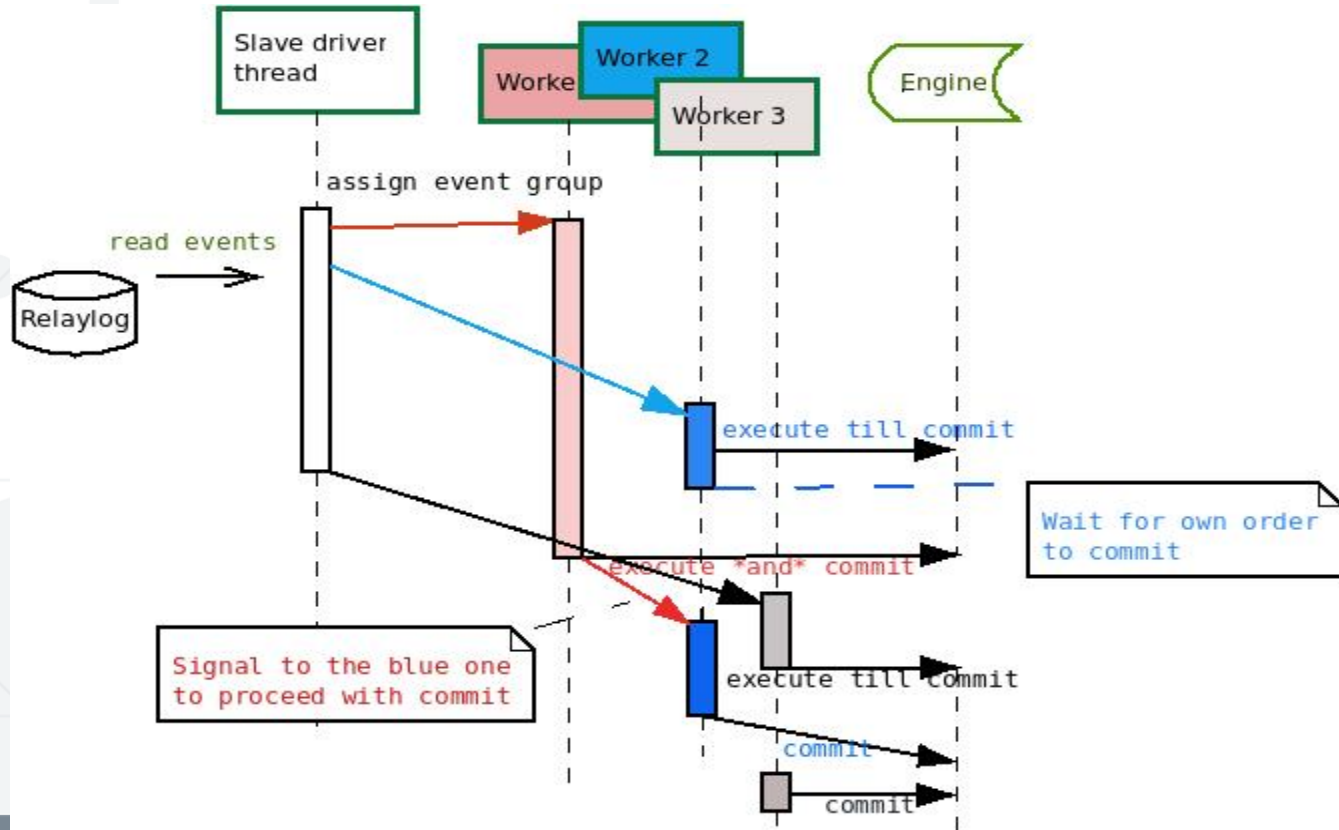 Slave driver
thread
Worke
Worker 2
Worker 3
Engine
assign event group
read events
Relaylog
execute till commit
Wait for own order
to commit
execute *and* commit
Signal to the blue one
to proceed with commit
execute till commit
commit
commit